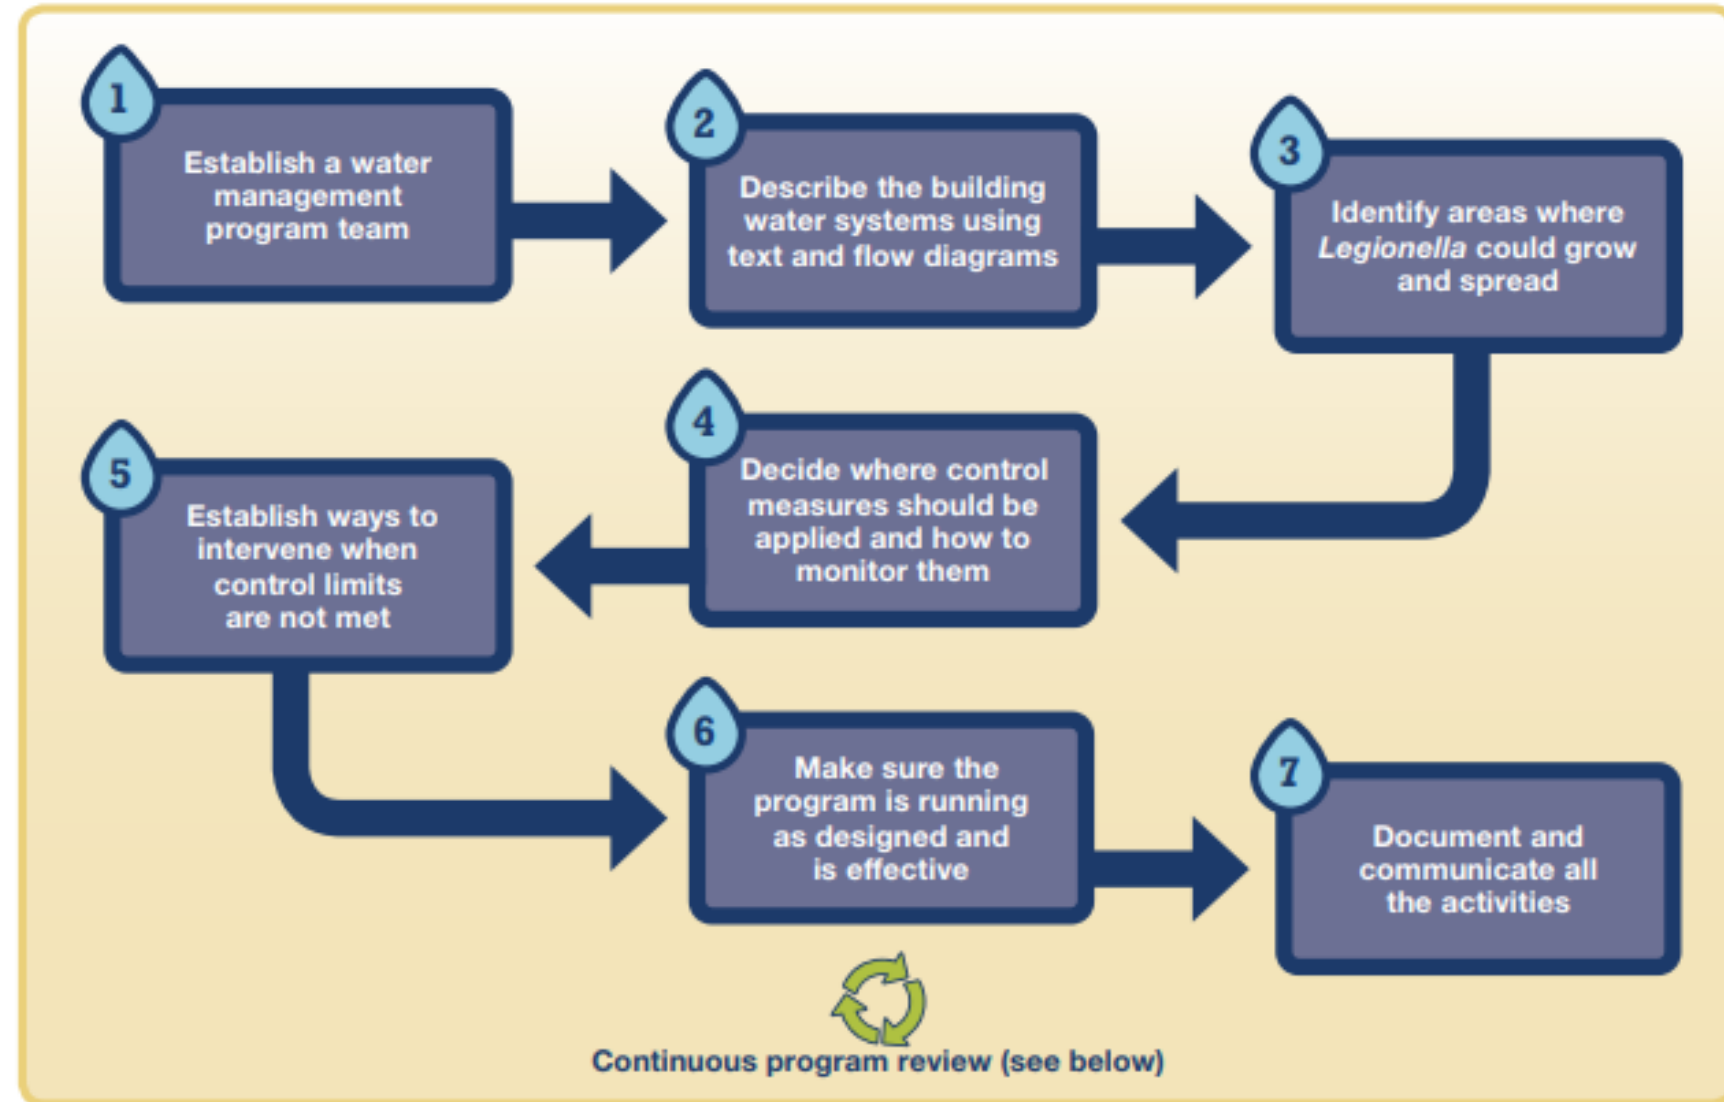 1
Establish a water
management
program team
2
Describe the building
water systems using
text and flow diagrams
3
Identify areas where
Legionella could grow
and spread
4
Decide where control
measures should be
applied and how to
monitor them
5
Establish ways to
intervene when
control limits
are not met
6
Make sure the
program is running
as designed and
is effective
7
Document and
communicate all
the activities
Continuous program review (see below)